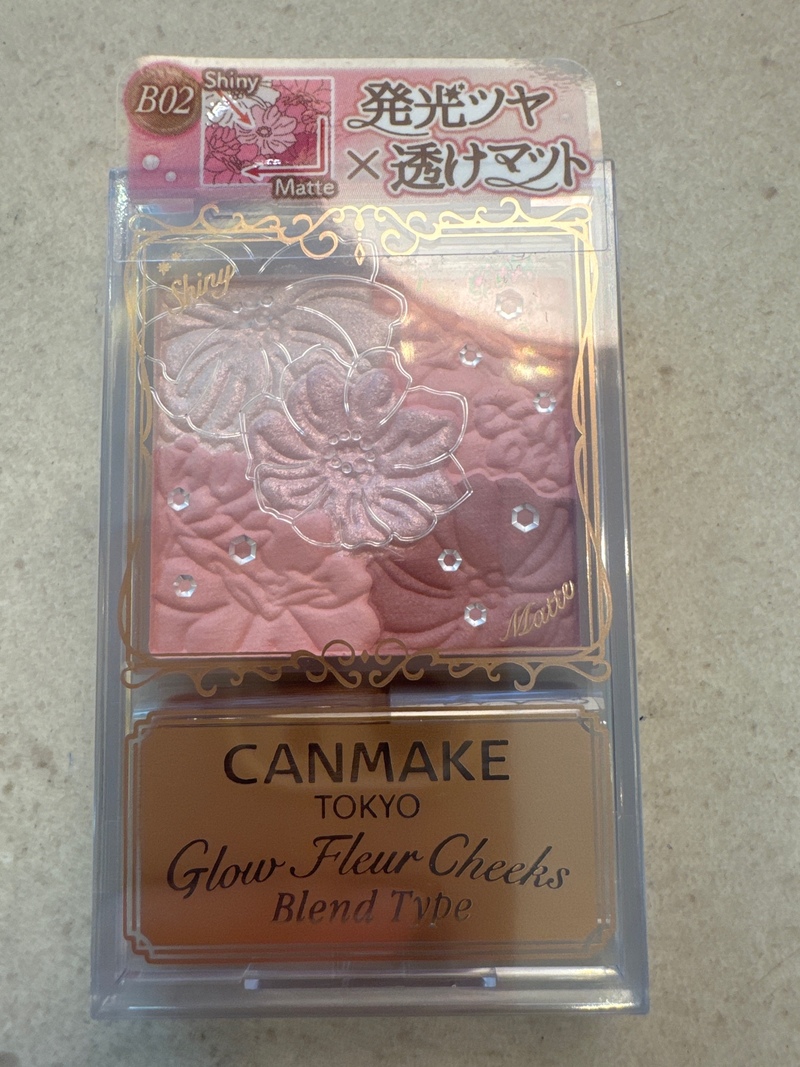 B02
Shiny
Matte
発光ツヤ
×透けマット
Shiny
Matte
CANMAKE
TOKYO
Glow Fleur Cheeks
Blend Type